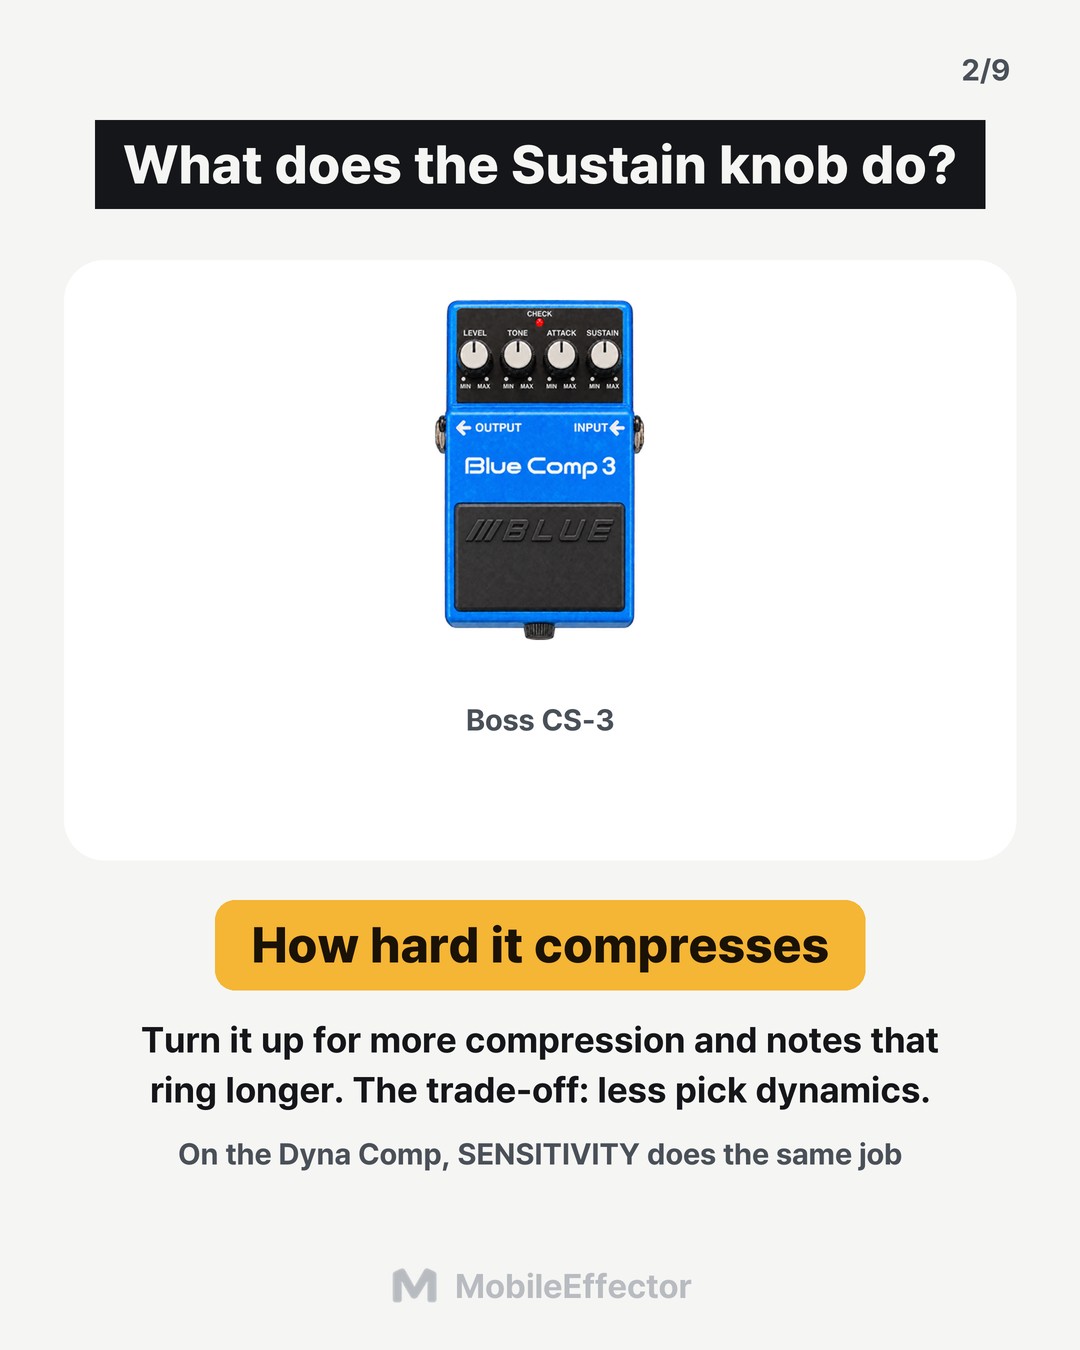 2/9
What does the Sustain knob do?
CHECK
LEVEL TONE ATTACK SUSTAIN
MIN MAX MIN MAX MIN MAX MIN MAX
OUTPUT INPUT
Blue Comp 3
BLUE
Boss CS-3
How hard it compresses
Turn it up for more compression and notes that
ring longer. The trade-off: less pick dynamics.
On the Dyna Comp, SENSITIVITY does the same job
MobileEffector